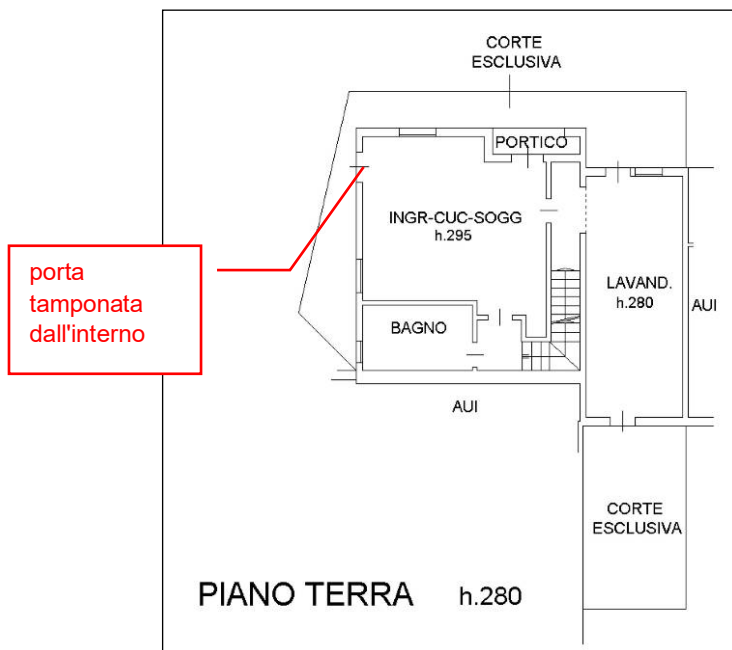 CORTE
ESCLUSIVA
PORTICO
INGR-CUC-SOGG
h.295
porta
tamponata
dall'interno
LAVAND.
h.280
AUI
BAGNO
AUI
CORTE
ESCLUSIVA
PIANO TERRA h.280